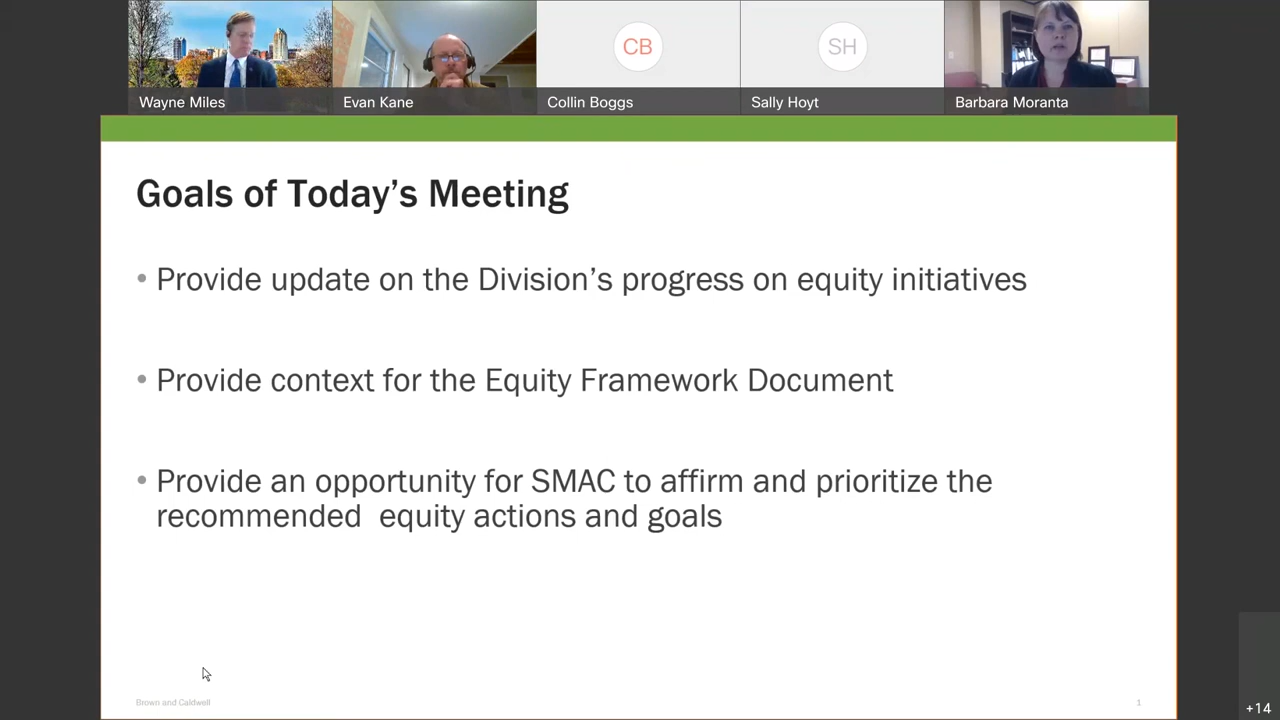 CB
SH
Wayne Miles
Evan Kane
Collin Boggs
Sally Hoyt
Barbara Moranta
Goals of Today's Meeting
• Provide update on the Division's progress on equity initiatives
• Provide context for the Equity Framework Document
• Provide an opportunity for SMAC to affirm and prioritize the
recommended  equity actions and goals
Brown and Caldwell
1
+14